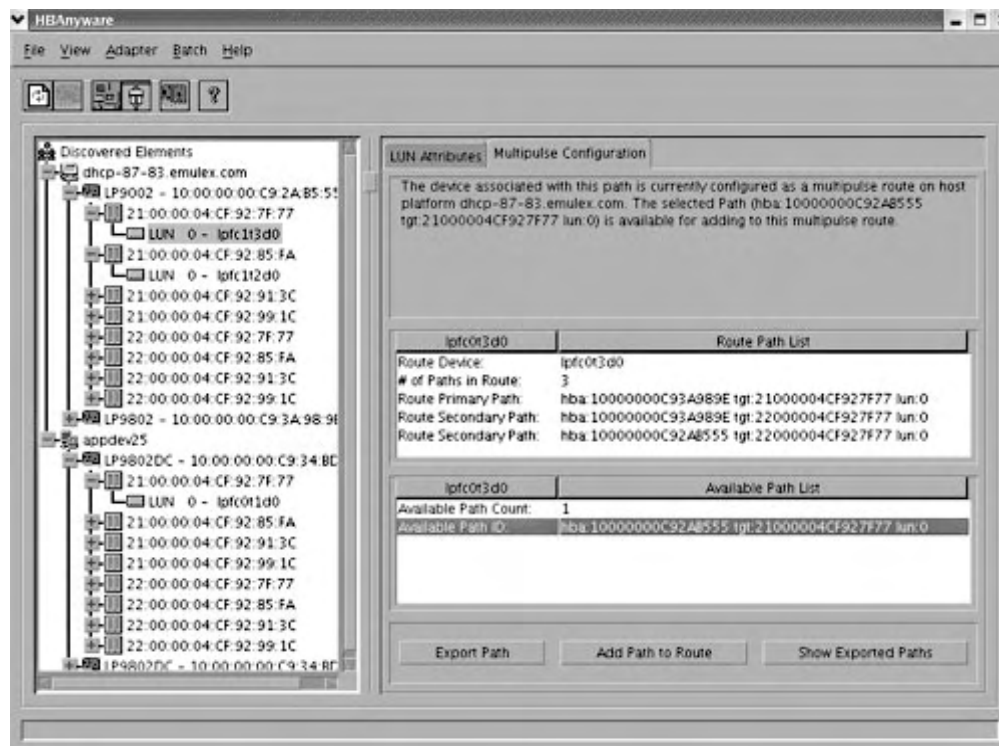 HBAnyware
File View Adapter Batch Help
Discovered Elements
dhcp-87-83.emulex.com
LP9002 - 10:00:00:00:C9:2A:B5:55
21:00:00:04:CF:92:7F:77
LUN 0 - lpfc1t3d0
21:00:00:04:CF:92:85:FA
LUN 0 - lpfc1t2d0
21:00:00:04:CF:92:91:3C
21:00:00:04:CF:92:99:1C
22:00:00:04:CF:92:7F:77
22:00:00:04:CF:92:85:FA
22:00:00:04:CF:92:91:3C
22:00:00:04:CF:92:99:1C
LP9802 - 10:00:00:00:C9:3A:98:9E
appdev25
LP9802DC - 10:00:00:00:C9:34:BD
21:00:00:04:CF:92:7F:77
LUN 0 - lpfc0t1d0
21:00:00:04:CF:92:85:FA
21:00:00:04:CF:92:91:3C
21:00:00:04:CF:92:99:1C
22:00:00:04:CF:92:7F:77
22:00:00:04:CF:92:85:FA
22:00:00:04:CF:92:91:3C
22:00:00:04:CF:92:99:1C
LP9802DC - 10:00:00:00:C9:34:BD
LUN Attributes Multipulse Configuration
The device associated with this path is currently configured as a multipulse route on host
platform dhcp-87-83.emulex.com. The selected Path (hba:10000000C92AB555
tgt:21000004CF927F77 lun:0) is available for adding to this multipulse route.
lpfc0t3d0 Route Path List
Route Device: lpfc0t3d0
# of Paths in Route: 3
Route Primary Path: hba:10000000C93A989E tgt:21000004CF927F77 lun:0
Route Secondary Path: hba:10000000C93A989E tgt:22000004CF927F77 lun:0
Route Secondary Path: hba:10000000C92AB555 tgt:22000004CF927F77 lun:0
lpfc0t3d0 Available Path List
Available Path Count: 1
Available Path ID: hba:10000000C92AB555 tgt:21000004CF927F77 lun:0
Export Path Add Path to Route Show Exported Paths